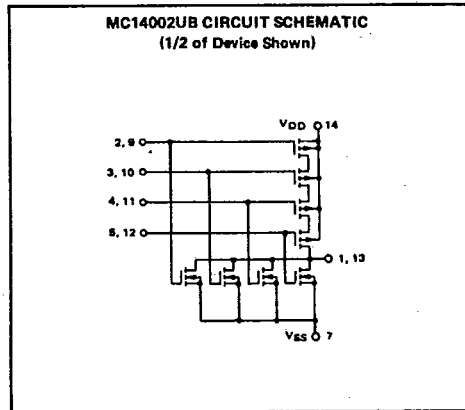 MC14002UB CIRCUIT SCHEMATIC
(1/2 of Device Shown)
VDD 14
2, 9
3, 10
4, 11
5, 12
1, 13
VSS 7